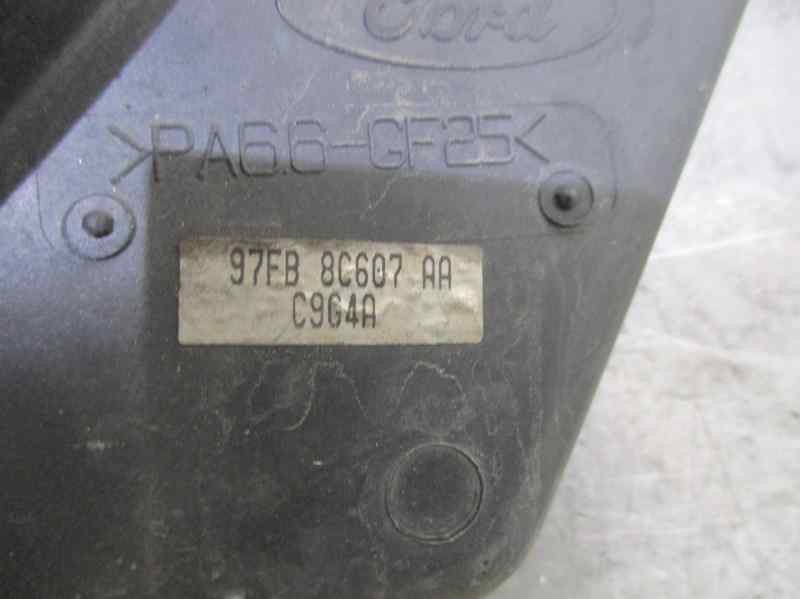 Ford
>PA6.6-GF25<
97FB 8C607 AA
C9G4A